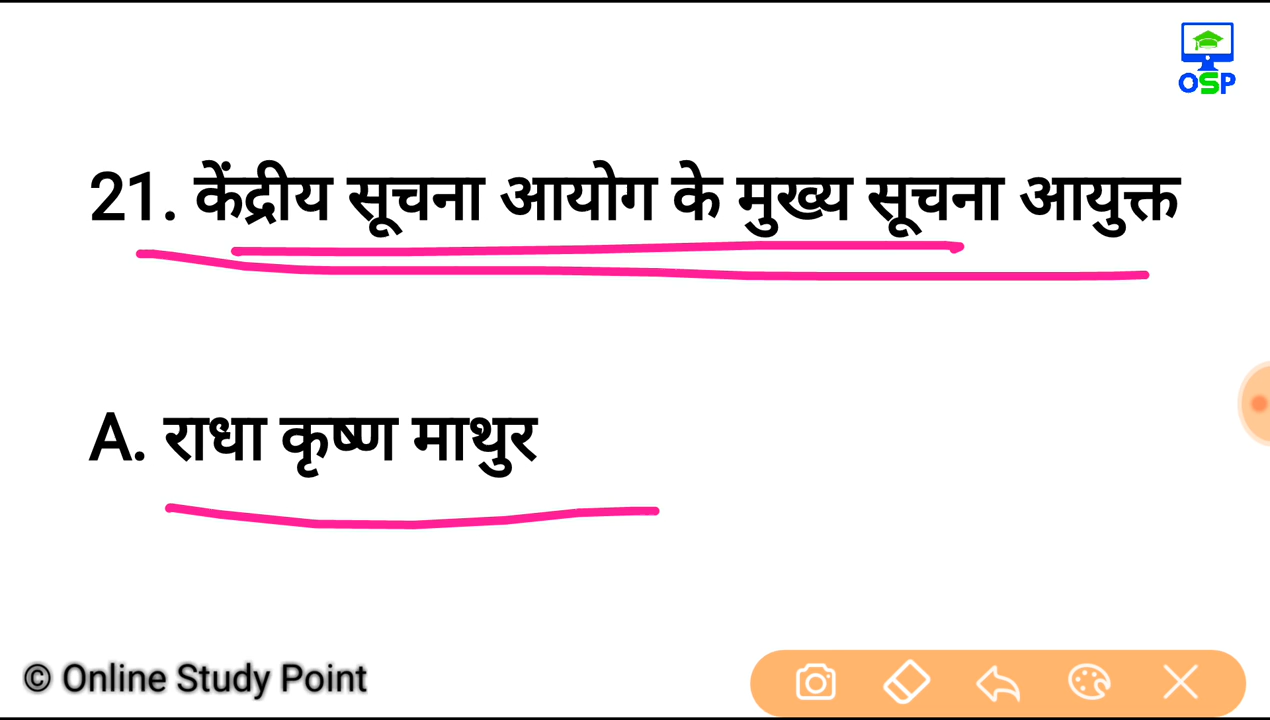 OSP
21. केंद्रीय सूचना आयोग के मुख्य सूचना आयुक्त
A. राधा कृष्ण माथुर
© Online Study Point